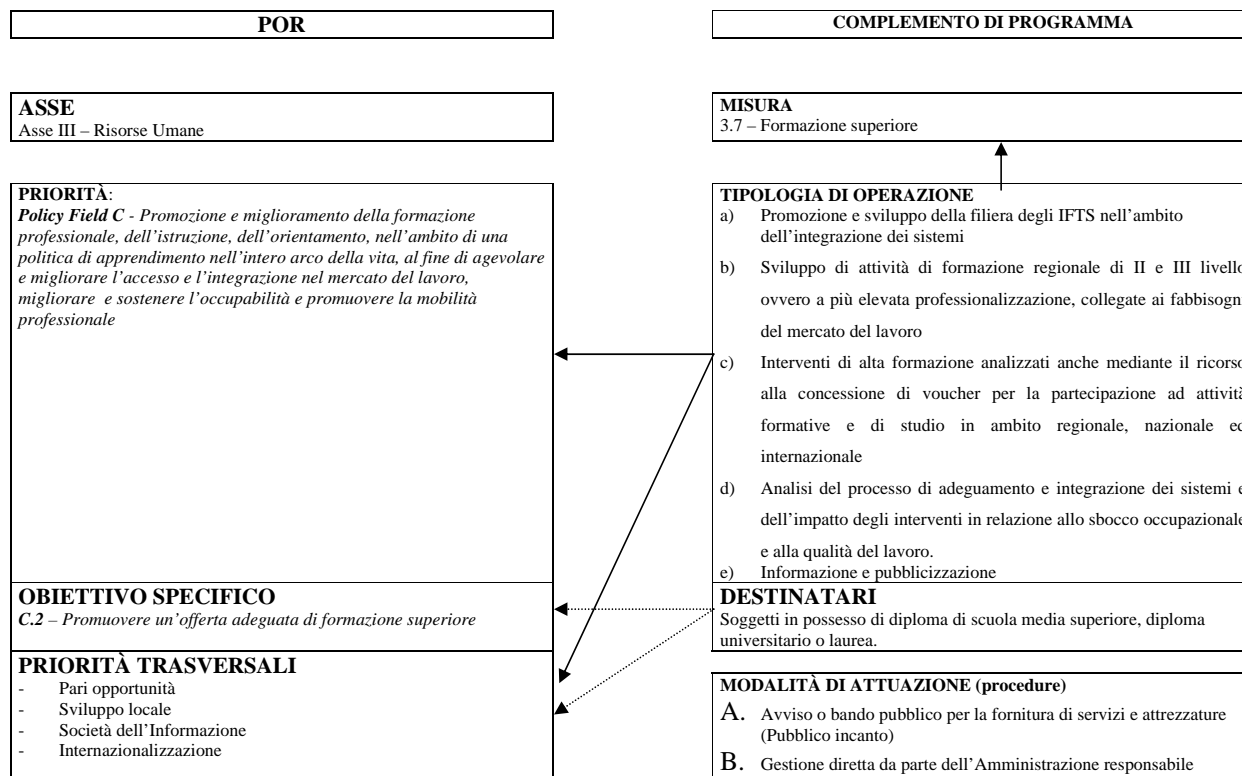 POR
ASSE
Asse III – Risorse Umane
PRIORITÀ:
Policy Field C - Promozione e miglioramento della formazione
professionale, dell'istruzione, dell'orientamento, nell'ambito di una
politica di apprendimento nell'intero arco della vita, al fine di agevolare
e migliorare l'accesso e l'integrazione nel mercato del lavoro,
migliorare e sostenere l'occupabilità e promuovere la mobilità
professionale
OBIETTIVO SPECIFICO
C.2 – Promuovere un'offerta adeguata di formazione superiore
PRIORITÀ TRASVERSALI
- Pari opportunità
- Sviluppo locale
- Società dell'Informazione
- Internazionalizzazione
COMPLEMENTO DI PROGRAMMA
MISURA
3.7 – Formazione superiore
TIPOLOGIA DI OPERAZIONE
a) Promozione e sviluppo della filiera degli IFTS nell'ambito
dell'integrazione dei sistemi
b) Sviluppo di attività di formazione regionale di II e III livello
ovvero a più elevata professionalizzazione, collegate ai fabbisogni
del mercato del lavoro
c) Interventi di alta formazione analizzati anche mediante il ricorso
alla concessione di voucher per la partecipazione ad attività
formative e di studio in ambito regionale, nazionale ed
internazionale
d) Analisi del processo di adeguamento e integrazione dei sistemi e
dell'impatto degli interventi in relazione allo sbocco occupazionale
e alla qualità del lavoro.
e) Informazione e pubblicizzazione
DESTINATARI
Soggetti in possesso di diploma di scuola media superiore, diploma
universitario o laurea.
MODALITÀ DI ATTUAZIONE (procedure)
A. Avviso o bando pubblico per la fornitura di servizi e attrezzature
(Pubblico incanto)
B. Gestione diretta da parte dell'Amministrazione responsabile